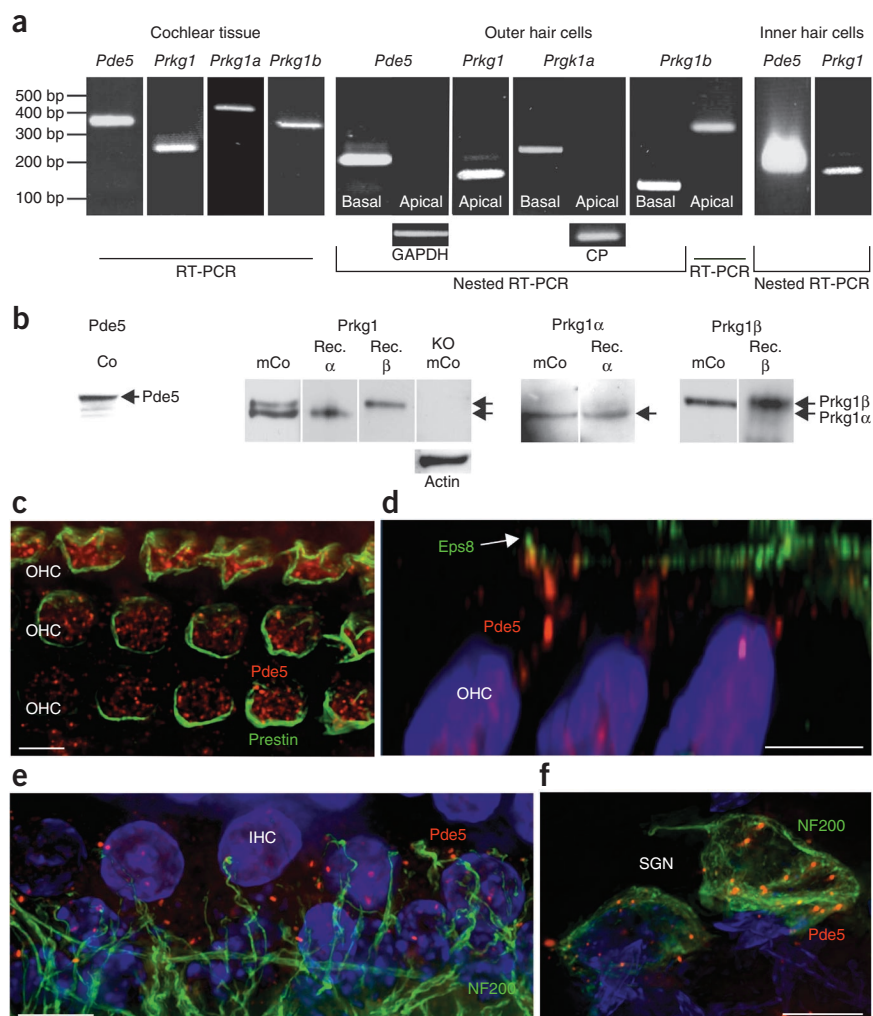 a
Cochlear tissue
Outer hair cells
Inner hair cells
Pde5 Prkg1 Prkg1a Prkg1b
Pde5 Prkg1 Prgk1a Prkg1b
Pde5 Prkg1
500 bp
400 bp
300 bp
200 bp
100 bp
Basal Apical Apical Basal Apical Basal Apical
GAPDH
CP
RT-PCR
Nested RT-PCR
RT-PCR
Nested RT-PCR
b
Pde5
Co
Pde5
Prkg1
mCo
Rec.
α
Rec.
β
KO
mCo
Actin
Prkg1α
mCo
Rec.
α
Prkg1β
mCo
Rec.
β
Prkg1β
Prkg1α
c
OHC
OHC
Pde5
OHC
Prestin
d
Eps8
Pde5
OHC
e
IHC
Pde5
NF200
f
NF200
SGN
Pde5